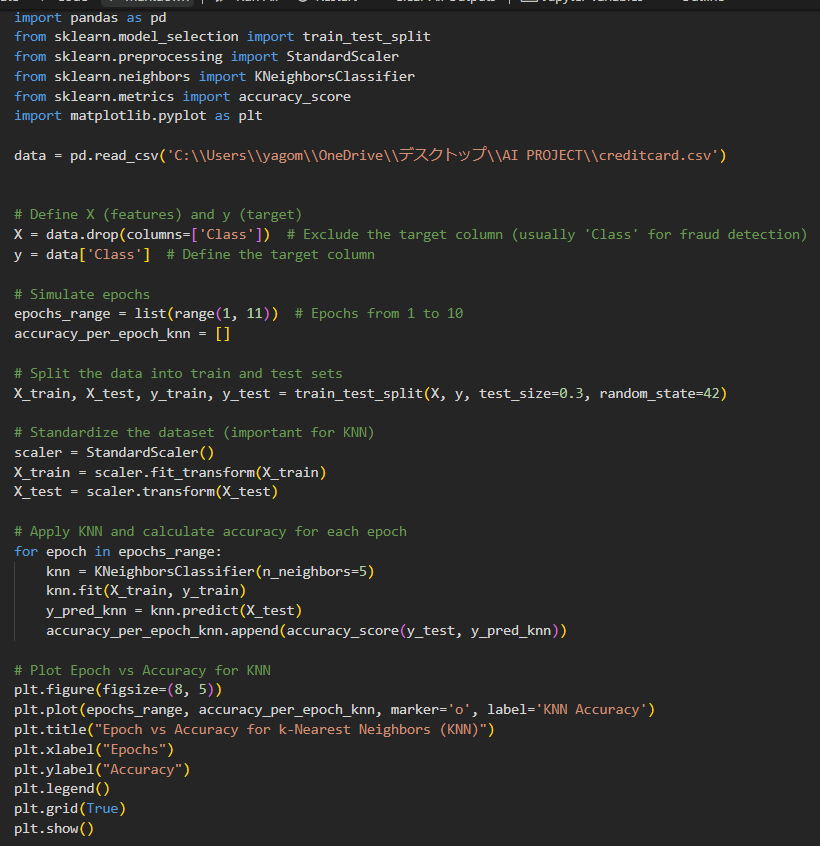 import pandas as pd
from sklearn.model_selection import train_test_split
from sklearn.preprocessing import StandardScaler
from sklearn.neighbors import KNeighborsClassifier
from sklearn.metrics import accuracy_score
import matplotlib.pyplot as plt

data = pd.read_csv('C:\\Users\\yagom\\OneDrive\\デスクトップ\\AI PROJECT\\creditcard.csv')


# Define X (features) and y (target)
X = data.drop(columns=['Class'])  # Exclude the target column (usually 'Class' for fraud detection)
y = data['Class']  # Define the target column

# Simulate epochs
epochs_range = list(range(1, 11))  # Epochs from 1 to 10
accuracy_per_epoch_knn = []

# Split the data into train and test sets
X_train, X_test, y_train, y_test = train_test_split(X, y, test_size=0.3, random_state=42)

# Standardize the dataset (important for KNN)
scaler = StandardScaler()
X_train = scaler.fit_transform(X_train)
X_test = scaler.transform(X_test)

# Apply KNN and calculate accuracy for each epoch
for epoch in epochs_range:
    knn = KNeighborsClassifier(n_neighbors=5)
    knn.fit(X_train, y_train)
    y_pred_knn = knn.predict(X_test)
    accuracy_per_epoch_knn.append(accuracy_score(y_test, y_pred_knn))

# Plot Epoch vs Accuracy for KNN
plt.figure(figsize=(8, 5))
plt.plot(epochs_range, accuracy_per_epoch_knn, marker='o', label='KNN Accuracy')
plt.title("Epoch vs Accuracy for k-Nearest Neighbors (KNN)")
plt.xlabel("Epochs")
plt.ylabel("Accuracy")
plt.legend()
plt.grid(True)
plt.show()